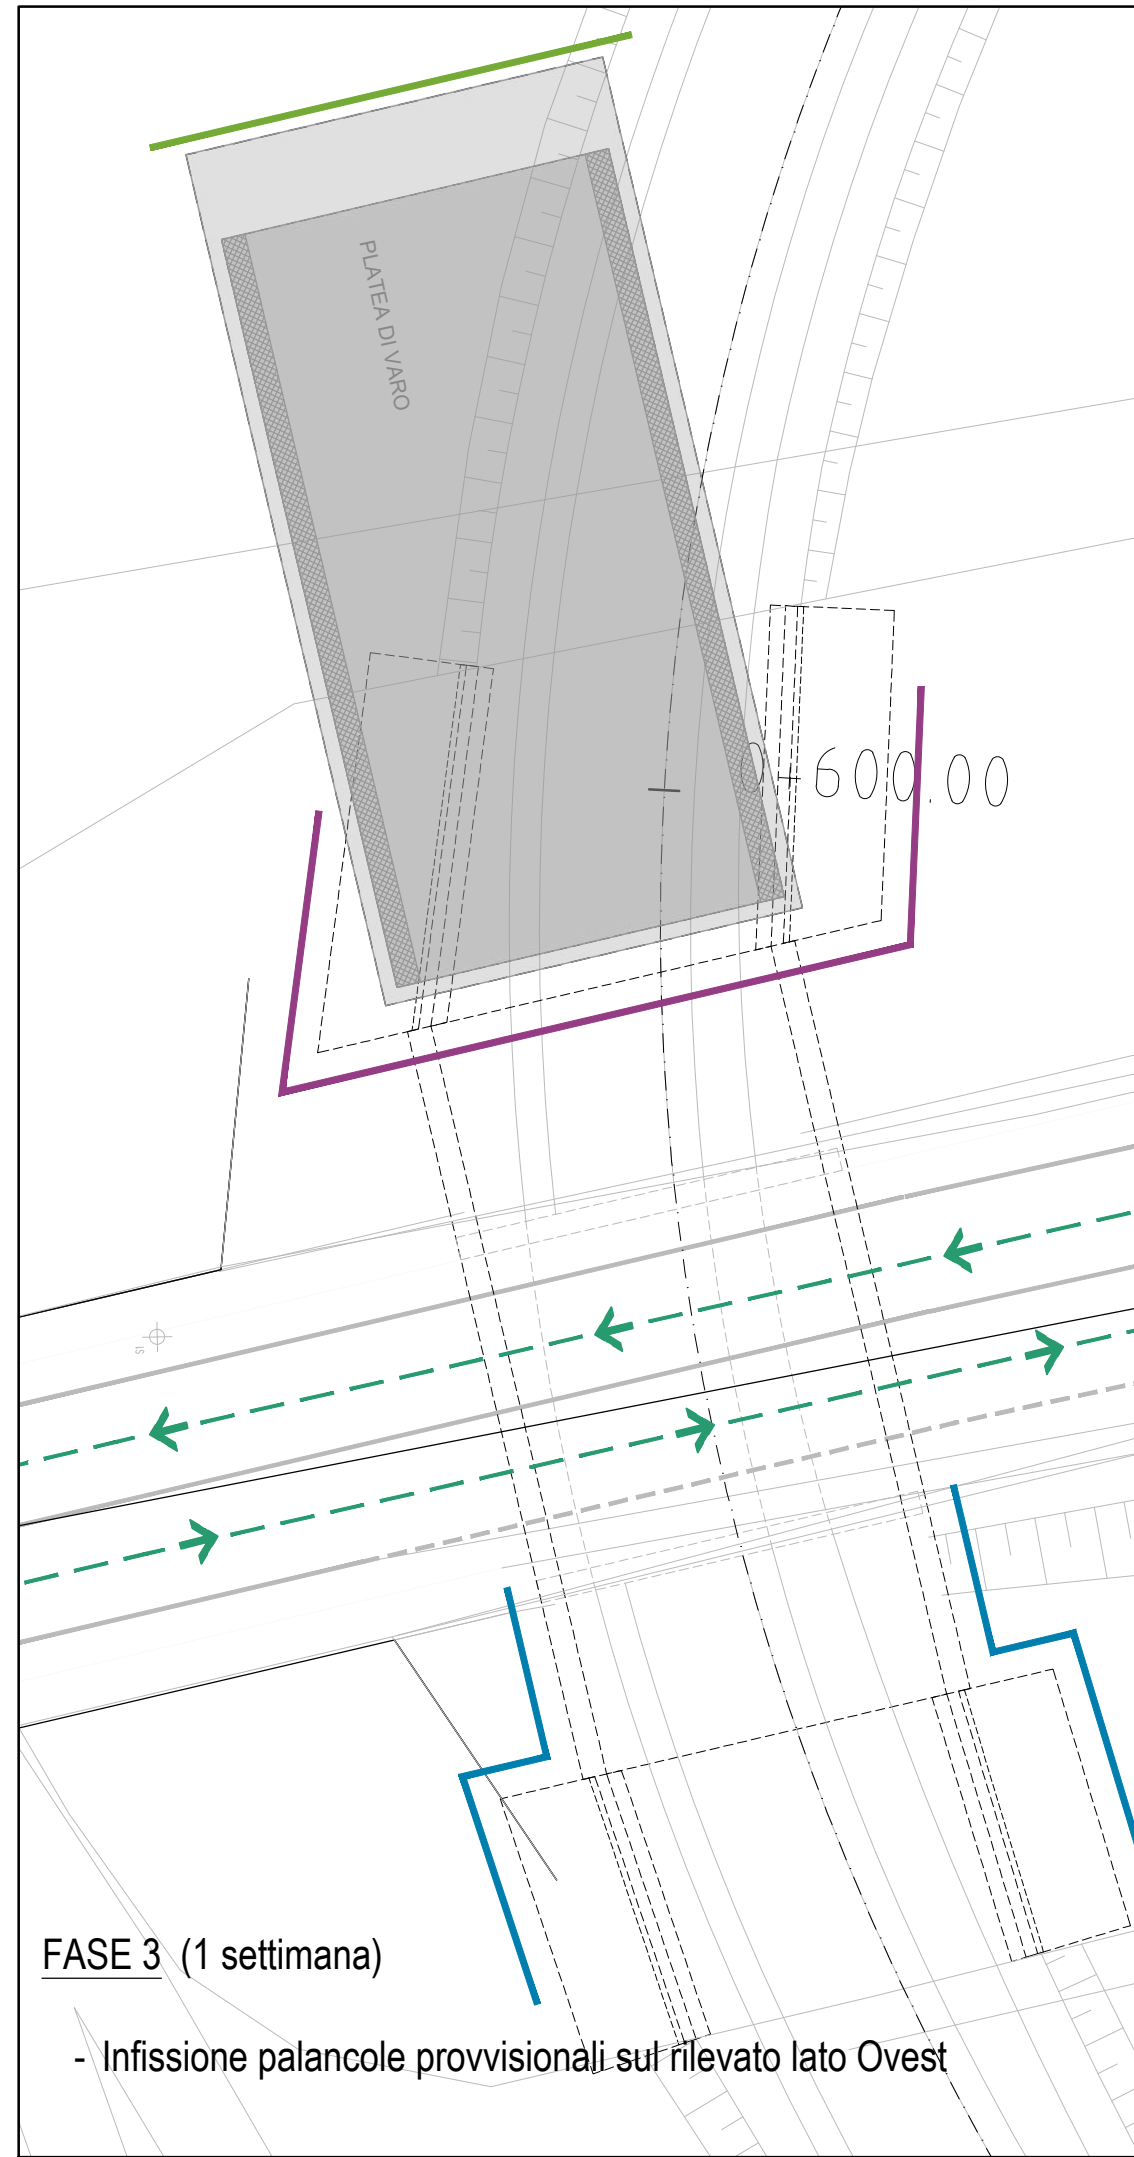 PLATEA DI VARO
0+600.00
FASE 3 (1 settimana)
- Infissione palancole provvisionali sul rilevato lato Ovest